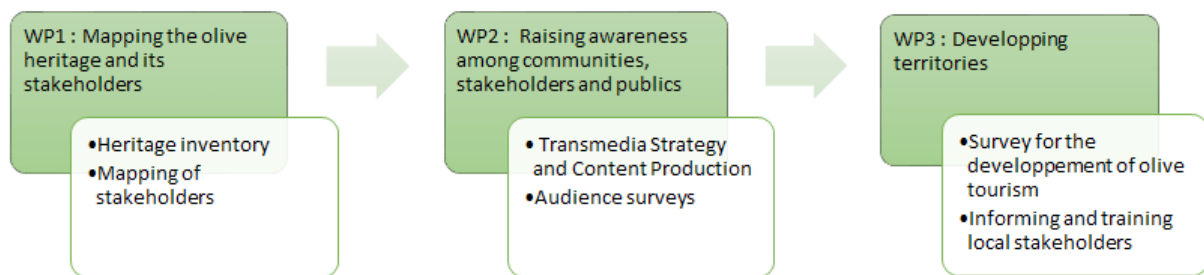 WP1 : Mapping the olive
heritage and its
stakeholders
•Heritage inventory
•Mapping of
stakeholders
WP2 : Raising awareness
among communities,
stakeholders and publics
• Transmedia Strategy
and Content Production
•Audience surveys
WP3 : Developping
territories
•Survey for the
developpement of olive
tourism
•Informing and training
local stakeholders